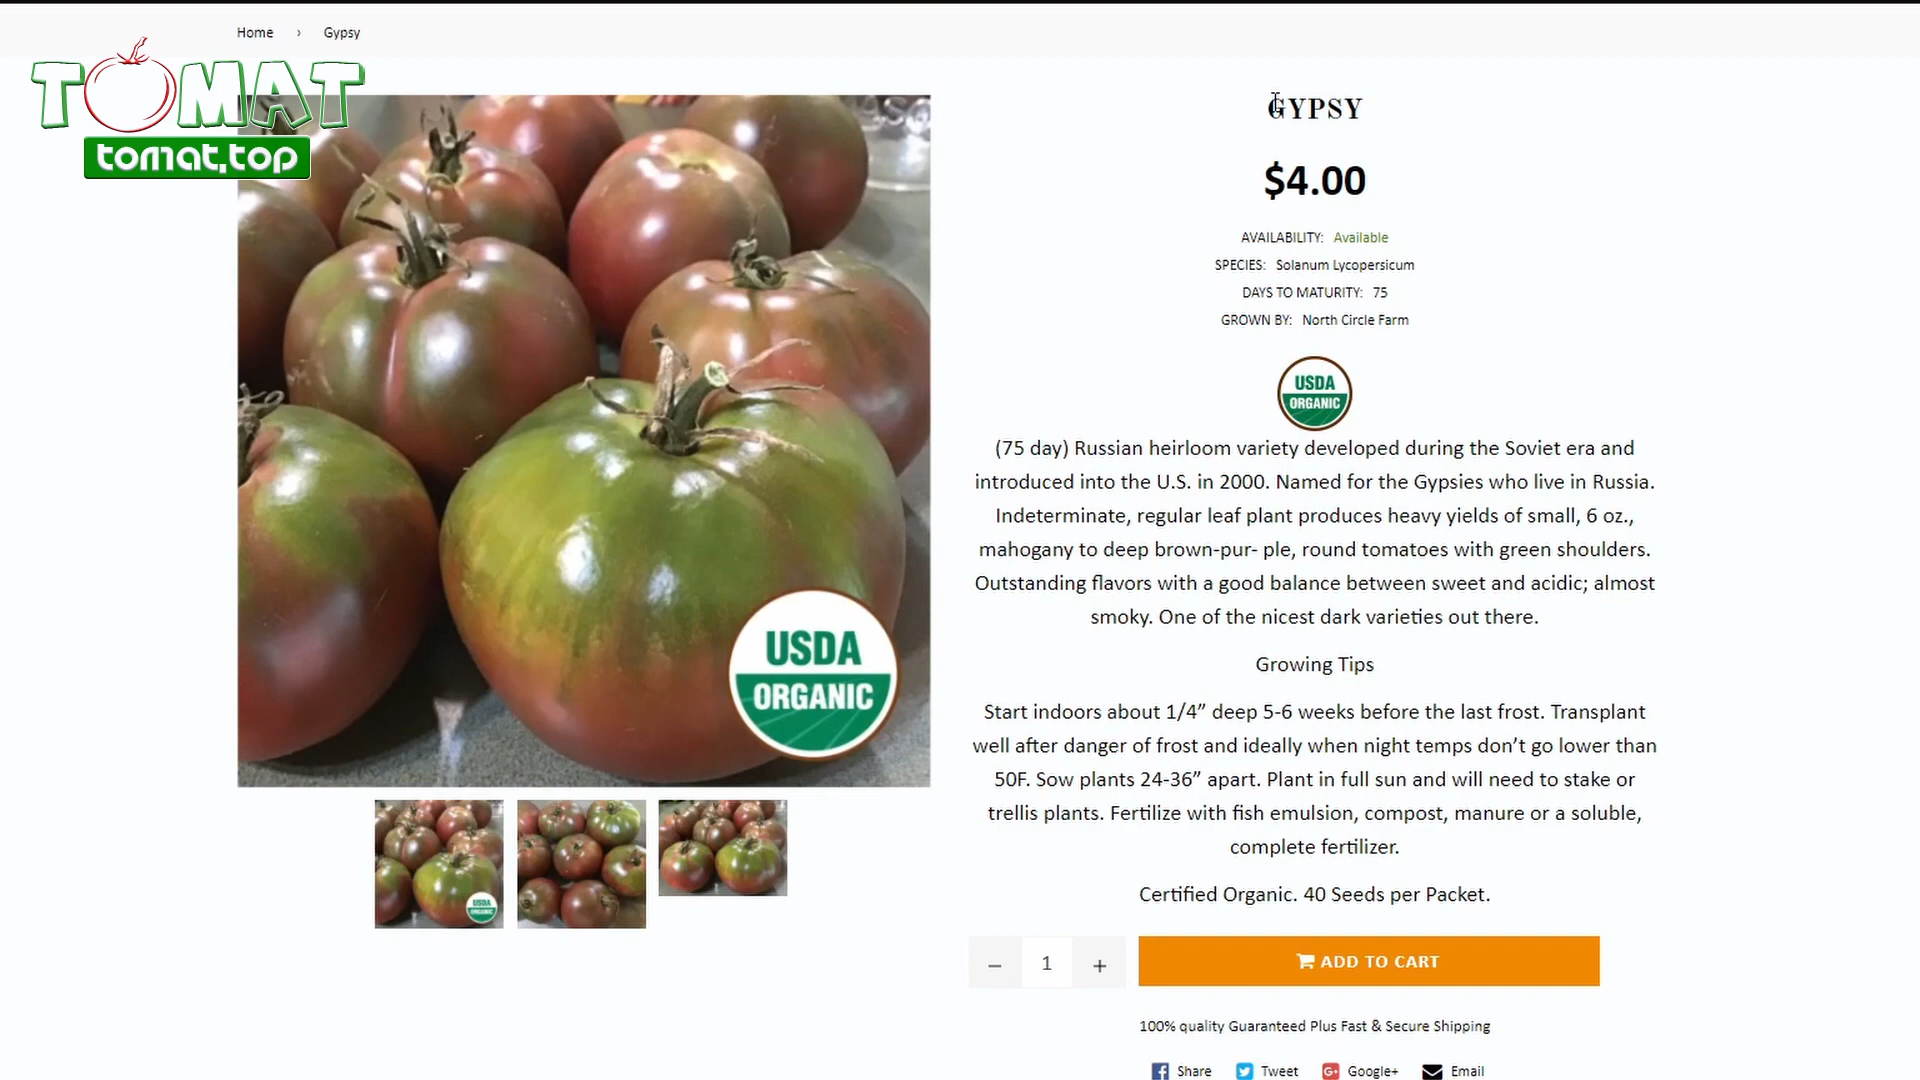 Home › Gypsy
TOMAT
tomat.top
GYPSY
$4.00
AVAILABILITY: Available
SPECIES: Solanum Lycopersicum
DAYS TO MATURITY: 75
GROWN BY: North Circle Farm
USDA
ORGANIC
(75 day) Russian heirloom variety developed during the Soviet era and
introduced into the U.S. in 2000. Named for the Gypsies who live in Russia.
Indeterminate, regular leaf plant produces heavy yields of small, 6 oz.,
mahogany to deep brown-pur- ple, round tomatoes with green shoulders.
Outstanding flavors with a good balance between sweet and acidic; almost
smoky. One of the nicest dark varieties out there.
Growing Tips
Start indoors about 1/4” deep 5-6 weeks before the last frost. Transplant
well after danger of frost and ideally when night temps don’t go lower than
50F. Sow plants 24-36” apart. Plant in full sun and will need to stake or
trellis plants. Fertilize with fish emulsion, compost, manure or a soluble,
complete fertilizer.
Certified Organic. 40 Seeds per Packet.
− 1 + ADD TO CART
100% quality Guaranteed Plus Fast & Secure Shipping
Share Tweet Google+ Email
USDA
ORGANIC
USDA
ORGANIC